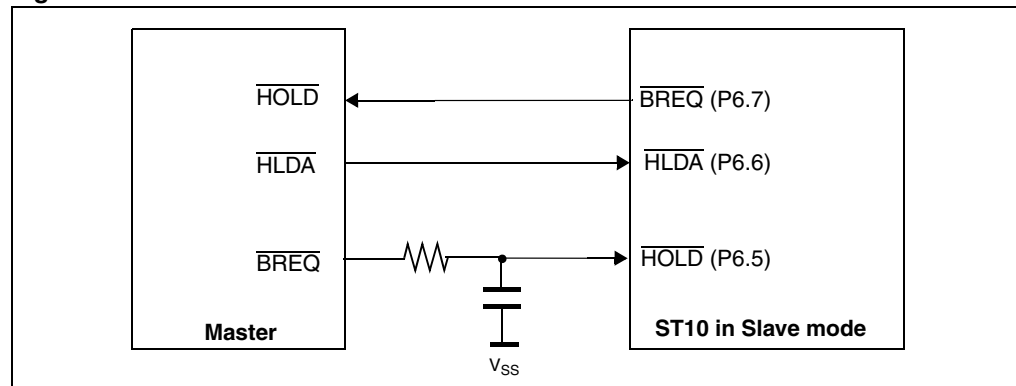 HOLD BREQ (P6.7)
HLDA HLDA (P6.6)
BREQ HOLD (P6.5)
Master ST10 in Slave mode
VSS